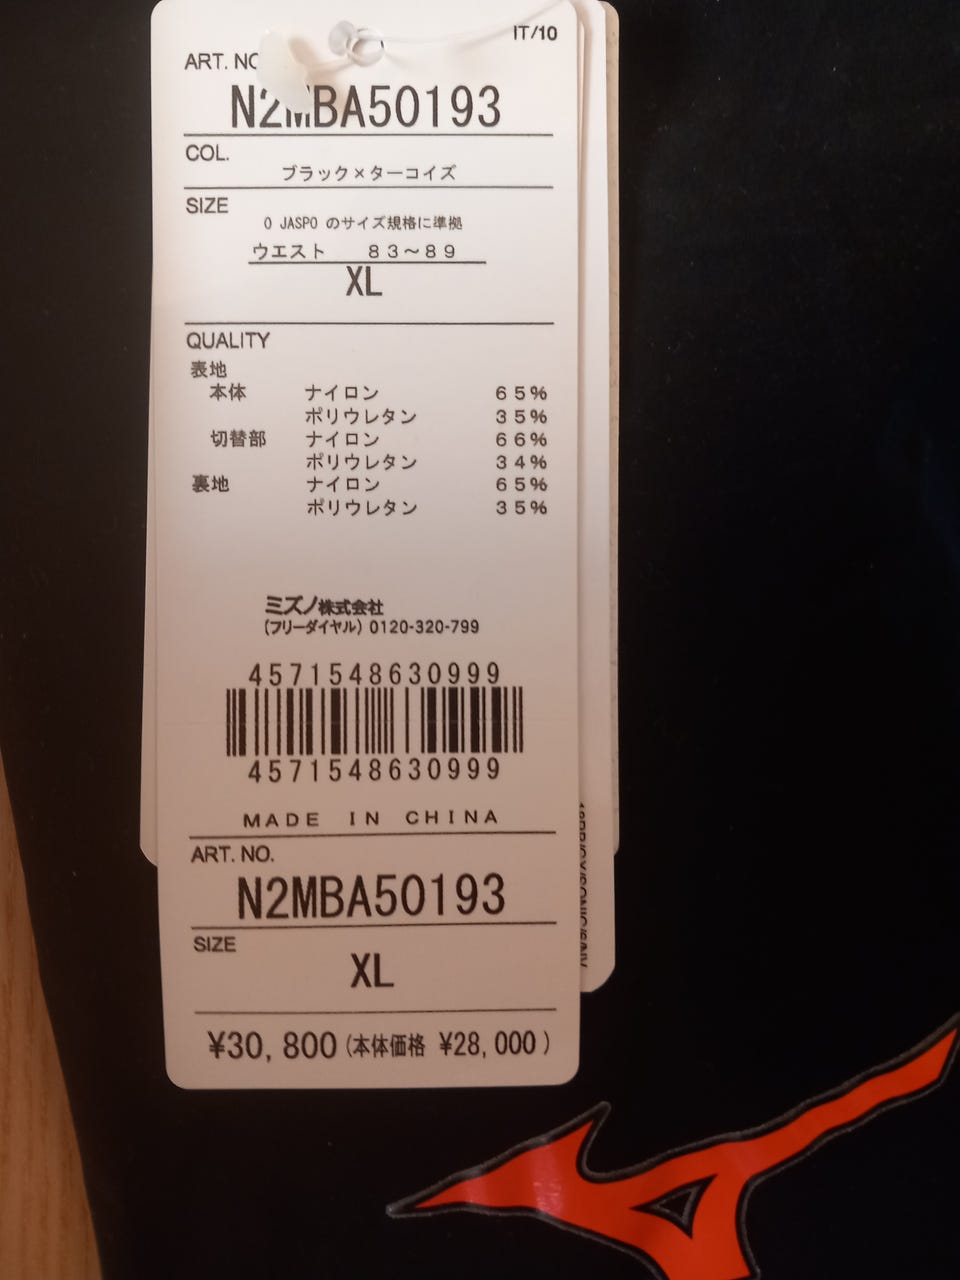 IT/10
ART. NO
N2MBA50193
COL.
ブラック×ターコイズ
SIZE
O JASPO のサイズ規格に準拠
ウエスト 83～89
XL
QUALITY
表地
本体 ナイロン 65%
ポリウレタン 35%
切替部 ナイロン 66%
ポリウレタン 34%
裏地 ナイロン 65%
ポリウレタン 35%
ミズノ株式会社
(フリーダイヤル) 0120-320-799
4571548630999
4571548630999
MADE IN CHINA
ART. NO.
N2MBA50193
SIZE
XL
¥30,800(本体価格 ¥28,000)